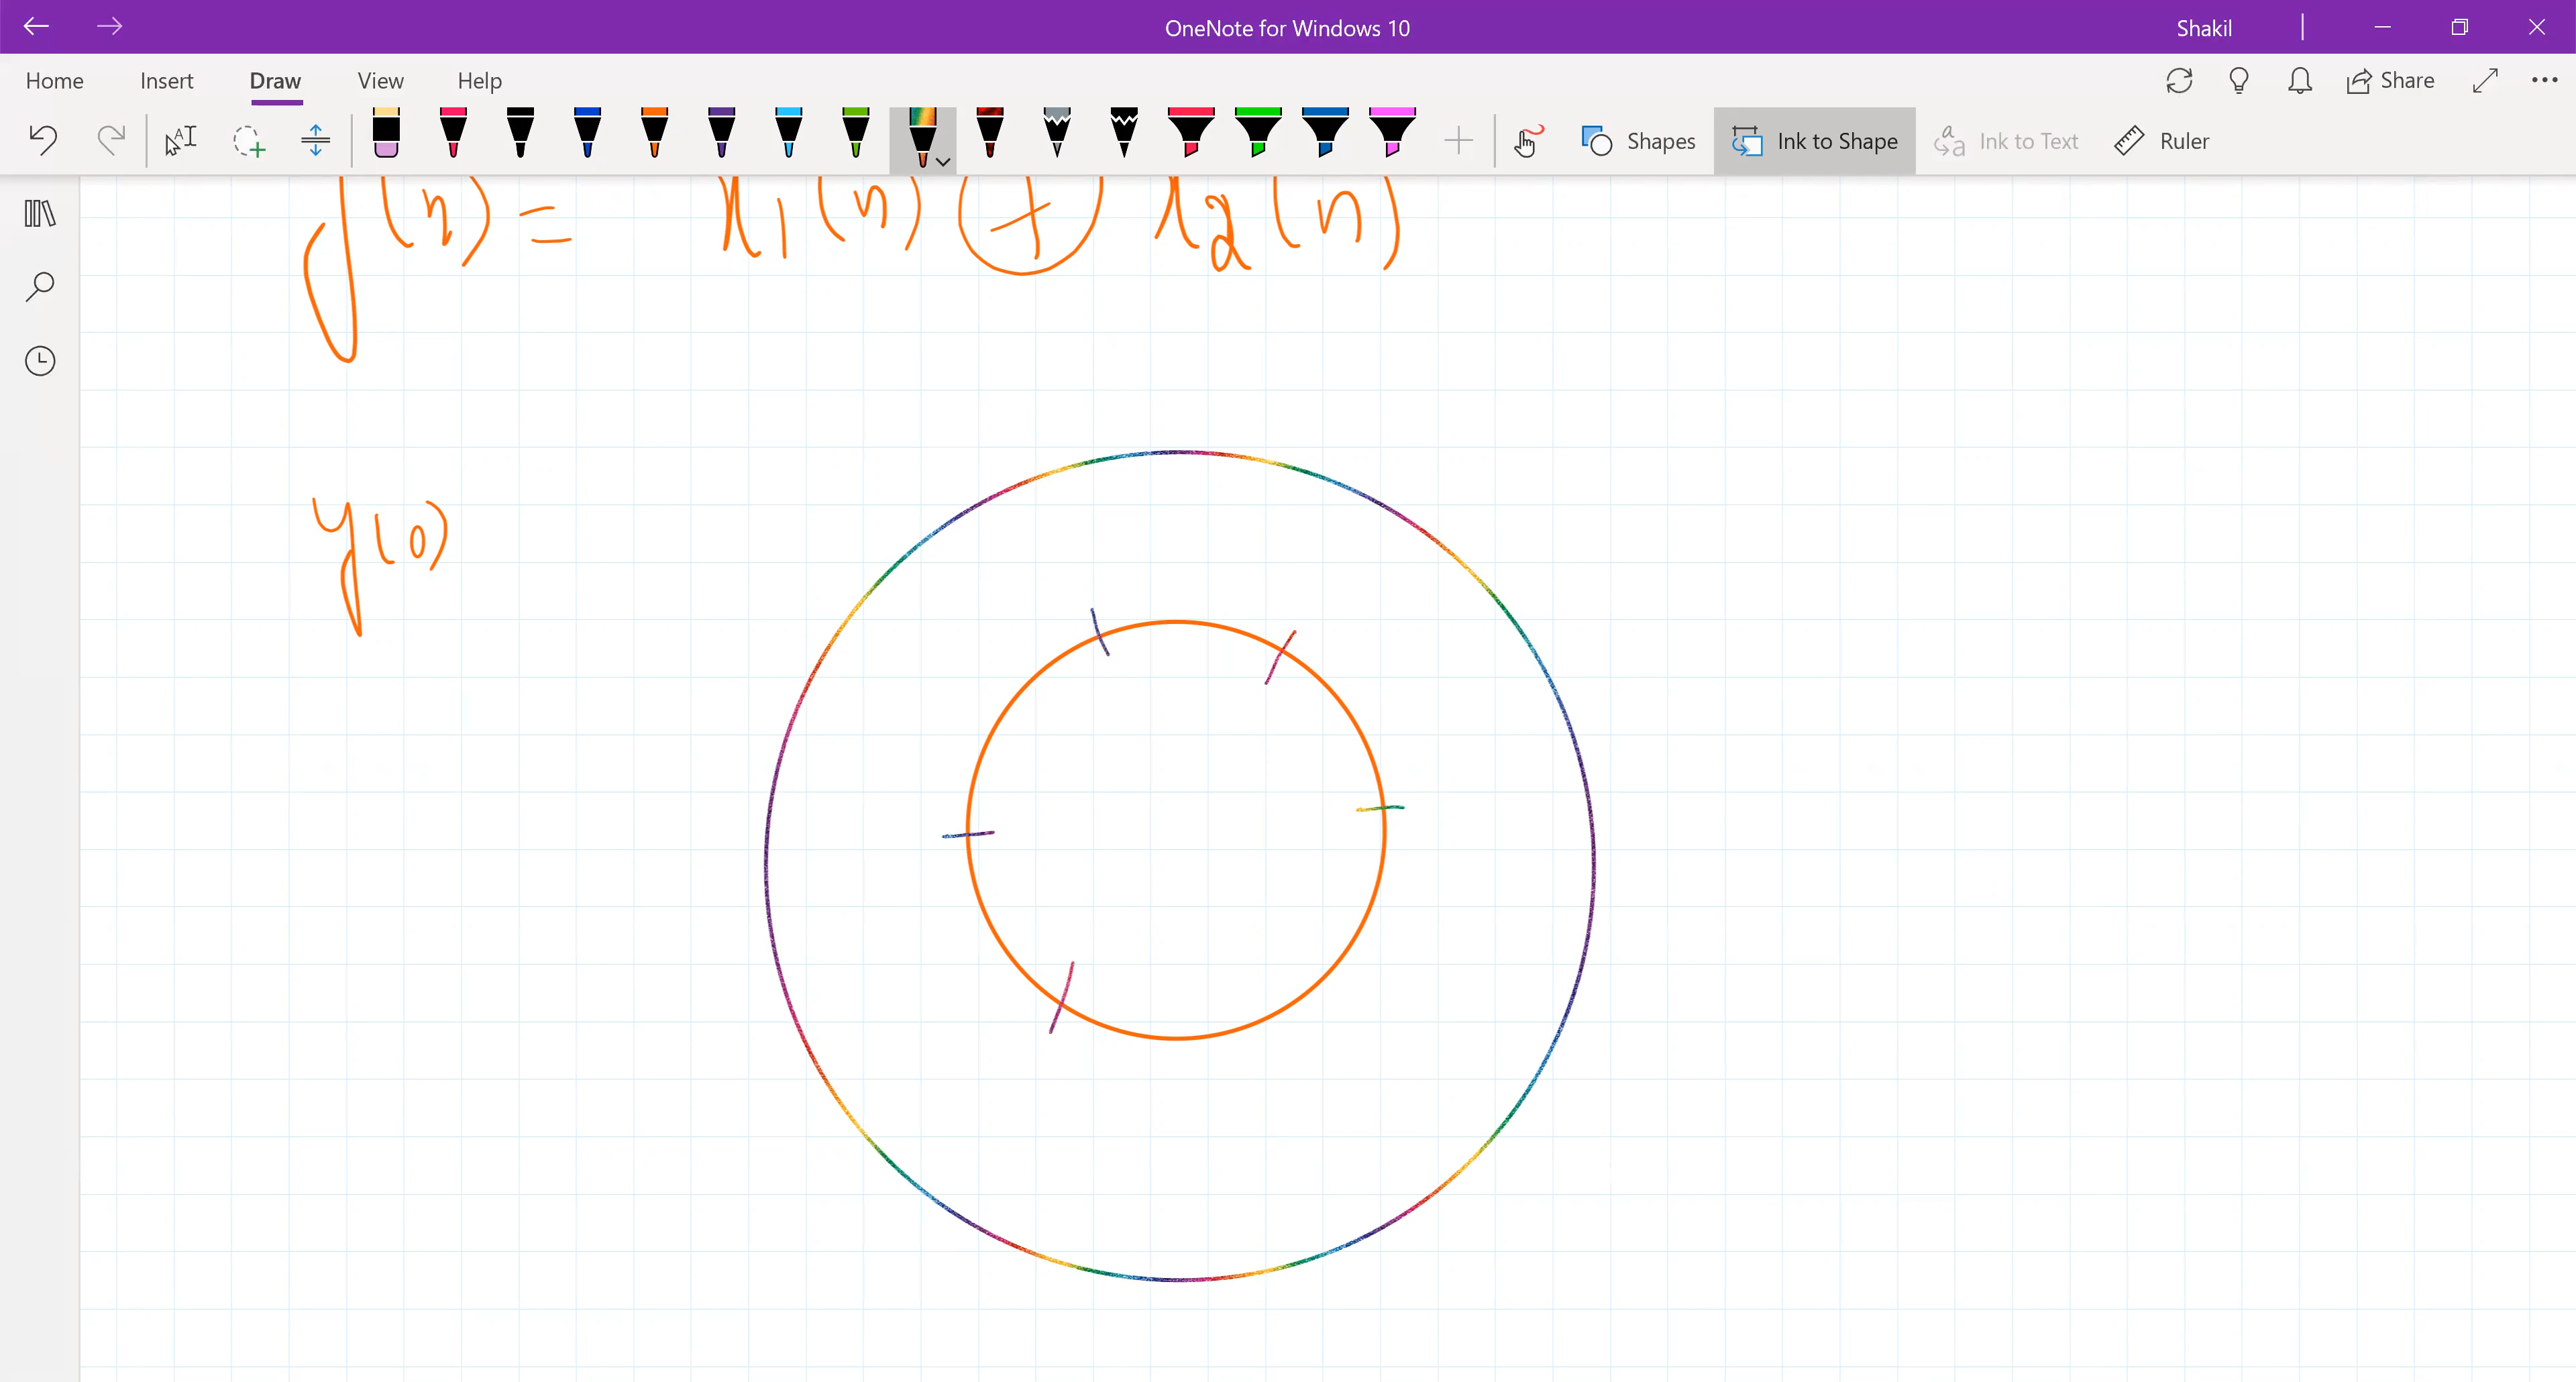 OneNote for Windows 10 Shakil
Home Insert Draw View Help Share
Shapes Ink to Shape Ink to Text Ruler
y(n) = x1(n) + x2(n)
y(0)